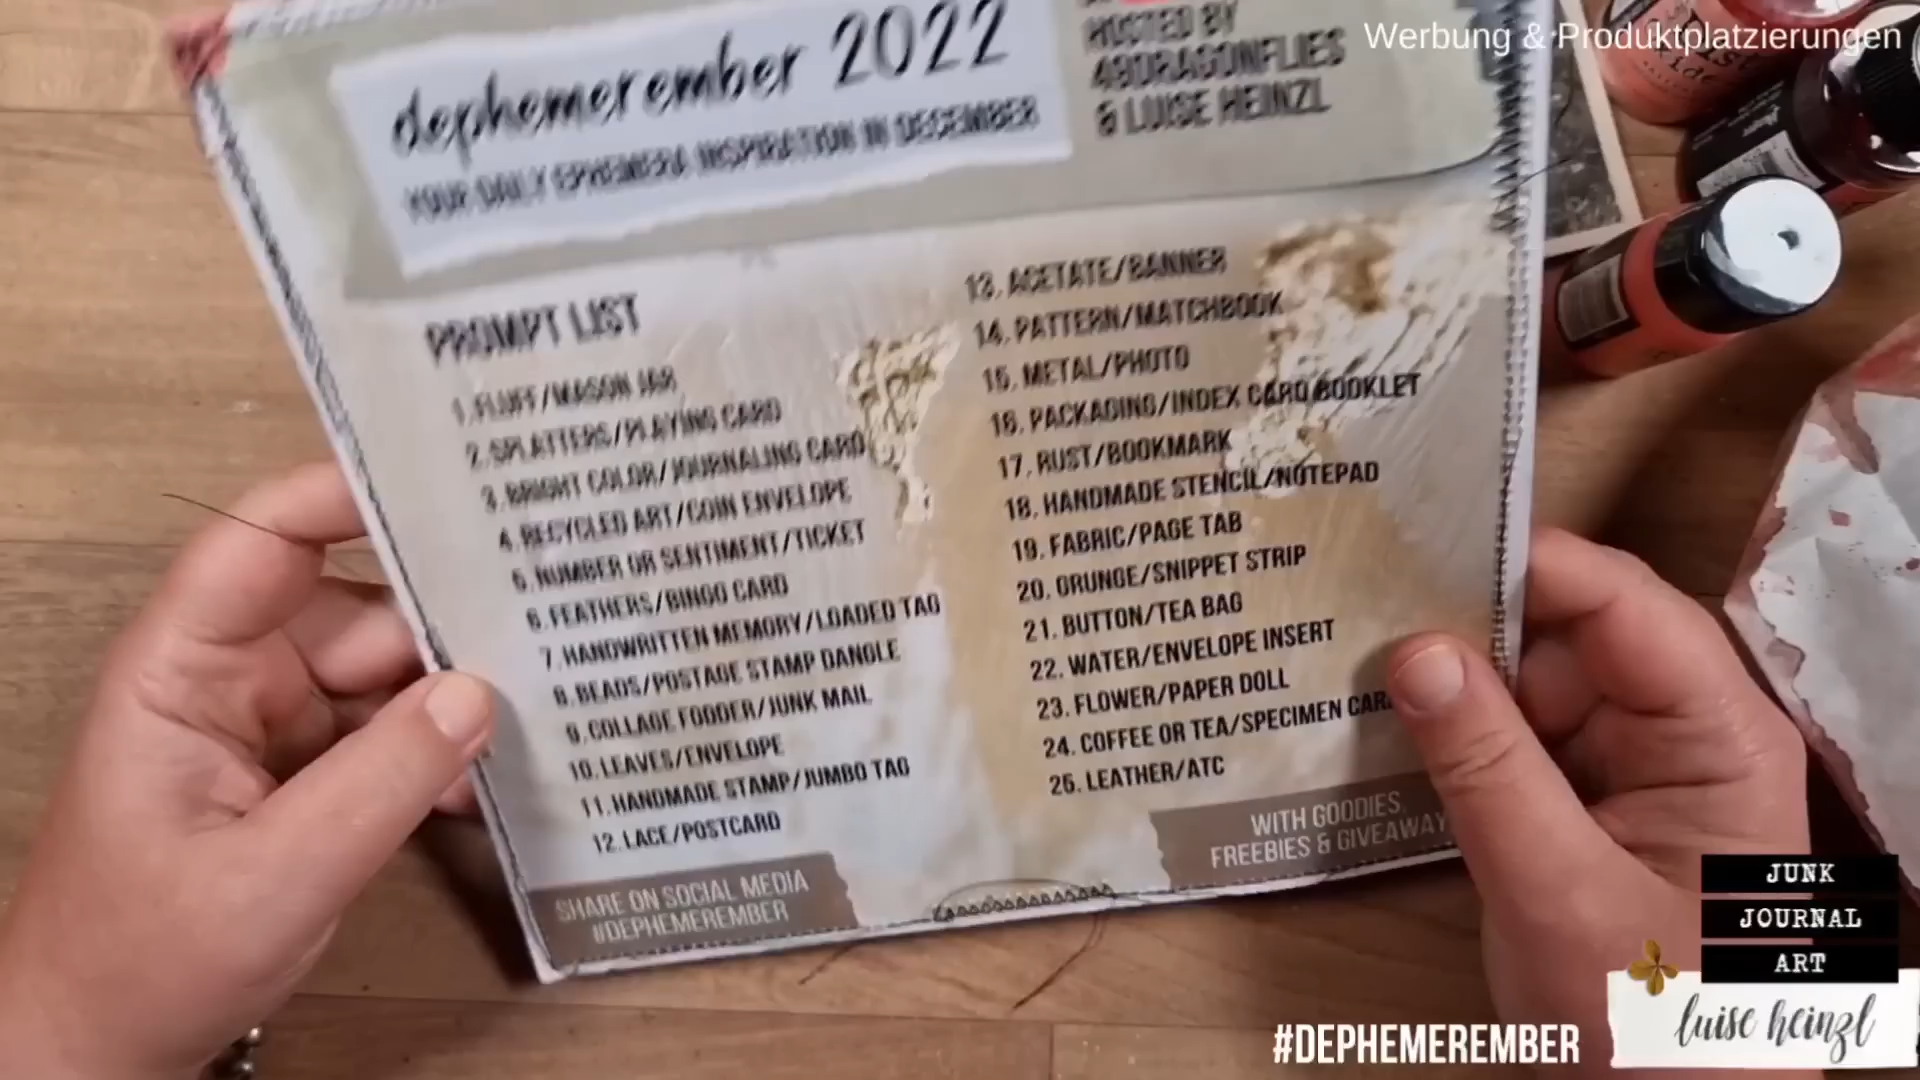 Werbung & Produktplatzierungen
dephemerember 2022
YOUR DAILY EPHEMERA INSPIRATION IN DECEMBER
HOSTED BY
49DRAGONFLIES
& LUISE HEINZL
PROMPT LIST
1. FLUFF/MASON JAR
2. SPLATTERS/PLAYING CARD
3. BRIGHT COLOR/JOURNALING CARD
4. RECYCLED ART/COIN ENVELOPE
5. NUMBER OR SENTIMENT/TICKET
6. FEATHERS/BINGO CARD
7. HANDWRITTEN MEMORY/LOADED TAG
8. BEADS/POSTAGE STAMP DANGLE
9. COLLAGE FODDER/JUNK MAIL
10. LEAVES/ENVELOPE
11. HANDMADE STAMP/JUMBO TAG
12. LACE/POSTCARD
13. ACETATE/BANNER
14. PATTERN/MATCHBOOK
15. METAL/PHOTO
16. PACKAGING/INDEX CARD BOOKLET
17. RUST/BOOKMARK
18. HANDMADE STENCIL/NOTEPAD
19. FABRIC/PAGE TAB
20. GRUNGE/SNIPPET STRIP
21. BUTTON/TEA BAG
22. WATER/ENVELOPE INSERT
23. FLOWER/PAPER DOLL
24. COFFEE OR TEA/SPECIMEN CAR
25. LEATHER/ATC
SHARE ON SOCIAL MEDIA
#DEPHEMEREMBER
WITH GOODIES,
FREEBIES & GIVEAWAY
JUNK
JOURNAL
ART
luise heinzl
#DEPHEMEREMBER